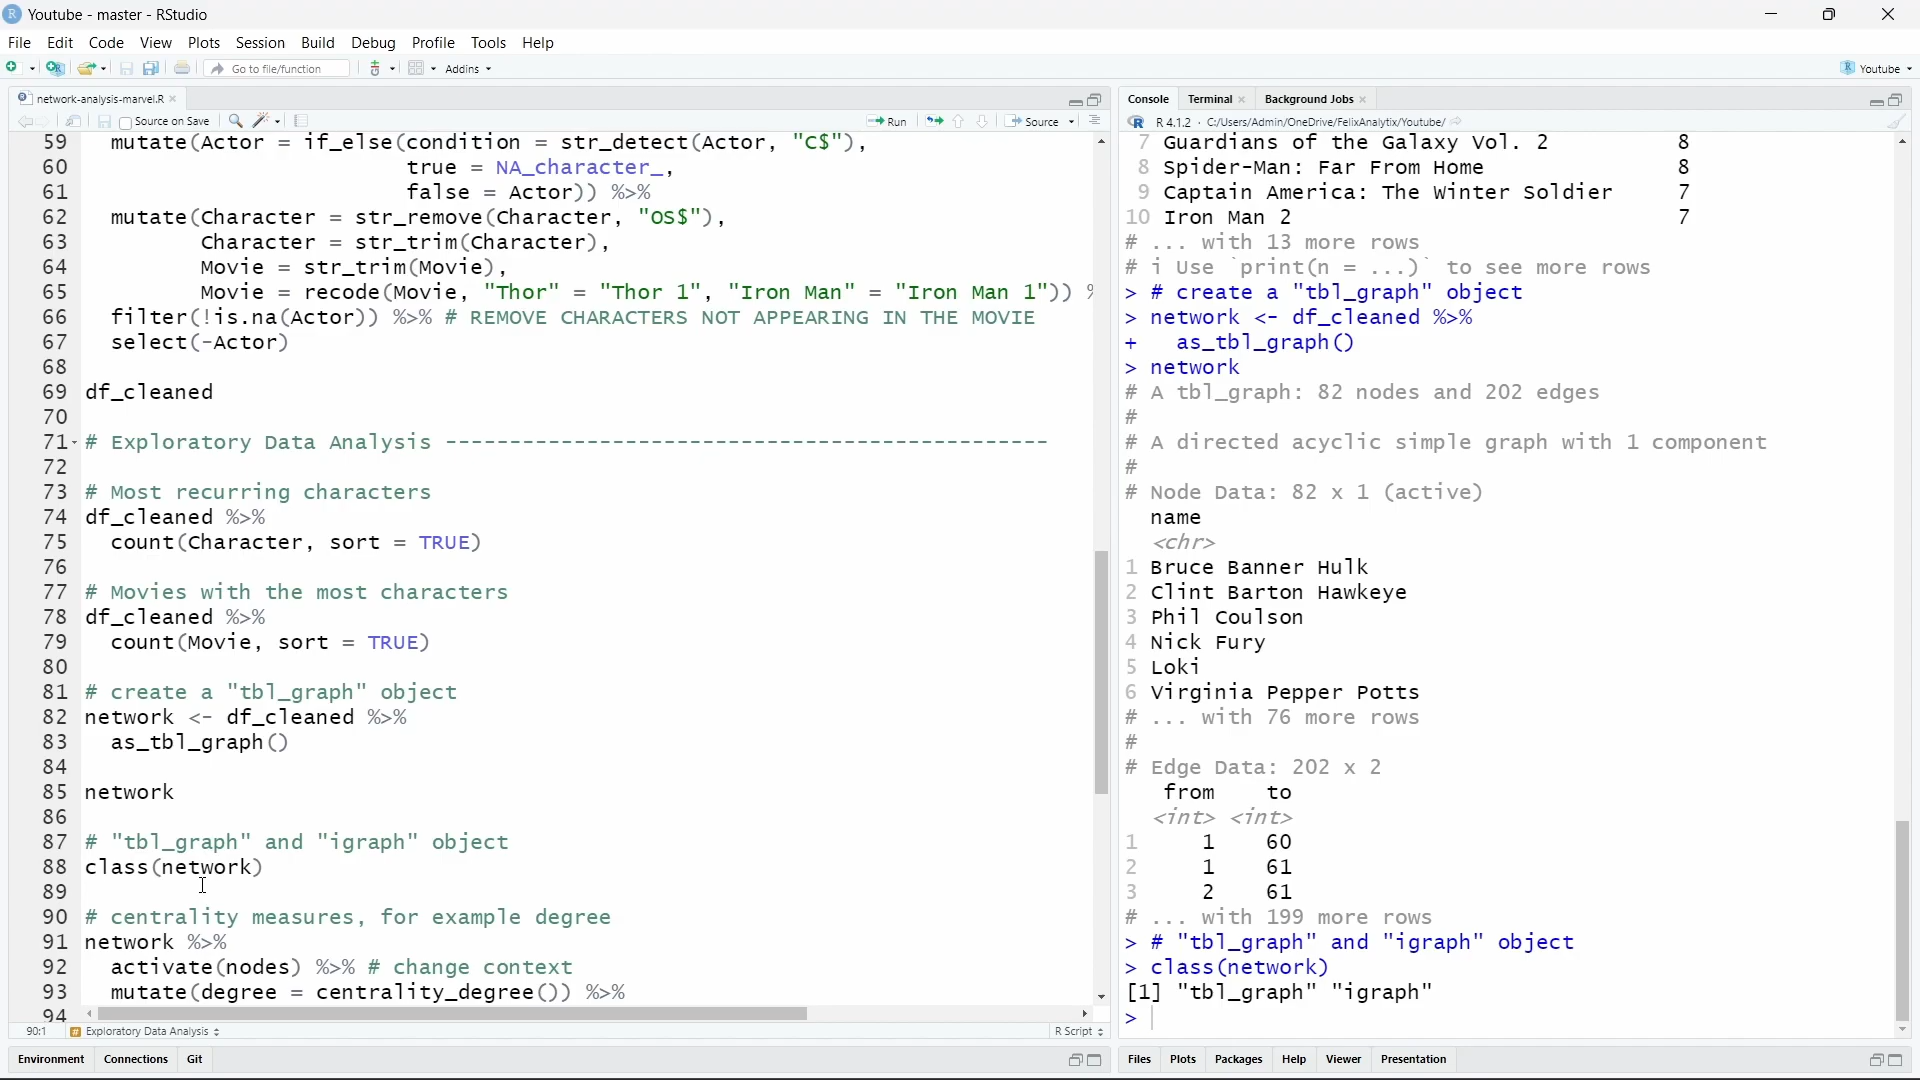 Youtube - master - RStudio
File Edit Code View Plots Session Build Debug Profile Tools Help
Go to file/function Addins Youtube
network-analysis-marvel.R
Source on Save Run Source
59 mutate(Actor = if_else(condition = str_detect(Actor, "C$"),
60 true = NA_character_,
61 false = Actor)) %>%
62 mutate(Character = str_remove(Character, "OS$"),
63 Character = str_trim(Character),
64 Movie = str_trim(Movie),
65 Movie = recode(Movie, "Thor" = "Thor 1", "Iron Man" = "Iron Man 1")) %
66 filter(!is.na(Actor)) %>% # REMOVE CHARACTERS NOT APPEARING IN THE MOVIE
67 select(-Actor)
68
69 df_cleaned
70
71 # Exploratory Data Analysis -----------------------------------------------
72
73 # Most recurring characters
74 df_cleaned %>%
75 count(Character, sort = TRUE)
76
77 # Movies with the most characters
78 df_cleaned %>%
79 count(Movie, sort = TRUE)
80
81 # create a "tbl_graph" object
82 network <- df_cleaned %>%
83 as_tbl_graph()
84
85 network
86
87 # "tbl_graph" and "igraph" object
88 class(network)
89
90 # centrality measures, for example degree
91 network %>%
92 activate(nodes) %>% # change context
93 mutate(degree = centrality_degree()) %>%
94
90:1 Exploratory Data Analysis R Script
Environment Connections Git
Console Terminal Background Jobs
R 4.1.2 · C:/Users/Admin/OneDrive/FelixAnalytix/Youtube/
7 Guardians of the Galaxy Vol. 2 8
8 Spider-Man: Far From Home 8
9 Captain America: The Winter Soldier 7
10 Iron Man 2 7
# ... with 13 more rows
# i Use `print(n = ...)` to see more rows
> # create a "tbl_graph" object
> network <- df_cleaned %>%
+ as_tbl_graph()
> network
# A tbl_graph: 82 nodes and 202 edges
#
# A directed acyclic simple graph with 1 component
#
# Node Data: 82 x 1 (active)
name
<chr>
1 Bruce Banner Hulk
2 Clint Barton Hawkeye
3 Phil Coulson
4 Nick Fury
5 Loki
6 Virginia Pepper Potts
# ... with 76 more rows
#
# Edge Data: 202 x 2
from to
<int> <int>
1 1 60
2 1 61
3 2 61
# ... with 199 more rows
> # "tbl_graph" and "igraph" object
> class(network)
[1] "tbl_graph" "igraph"
>
Files Plots Packages Help Viewer Presentation